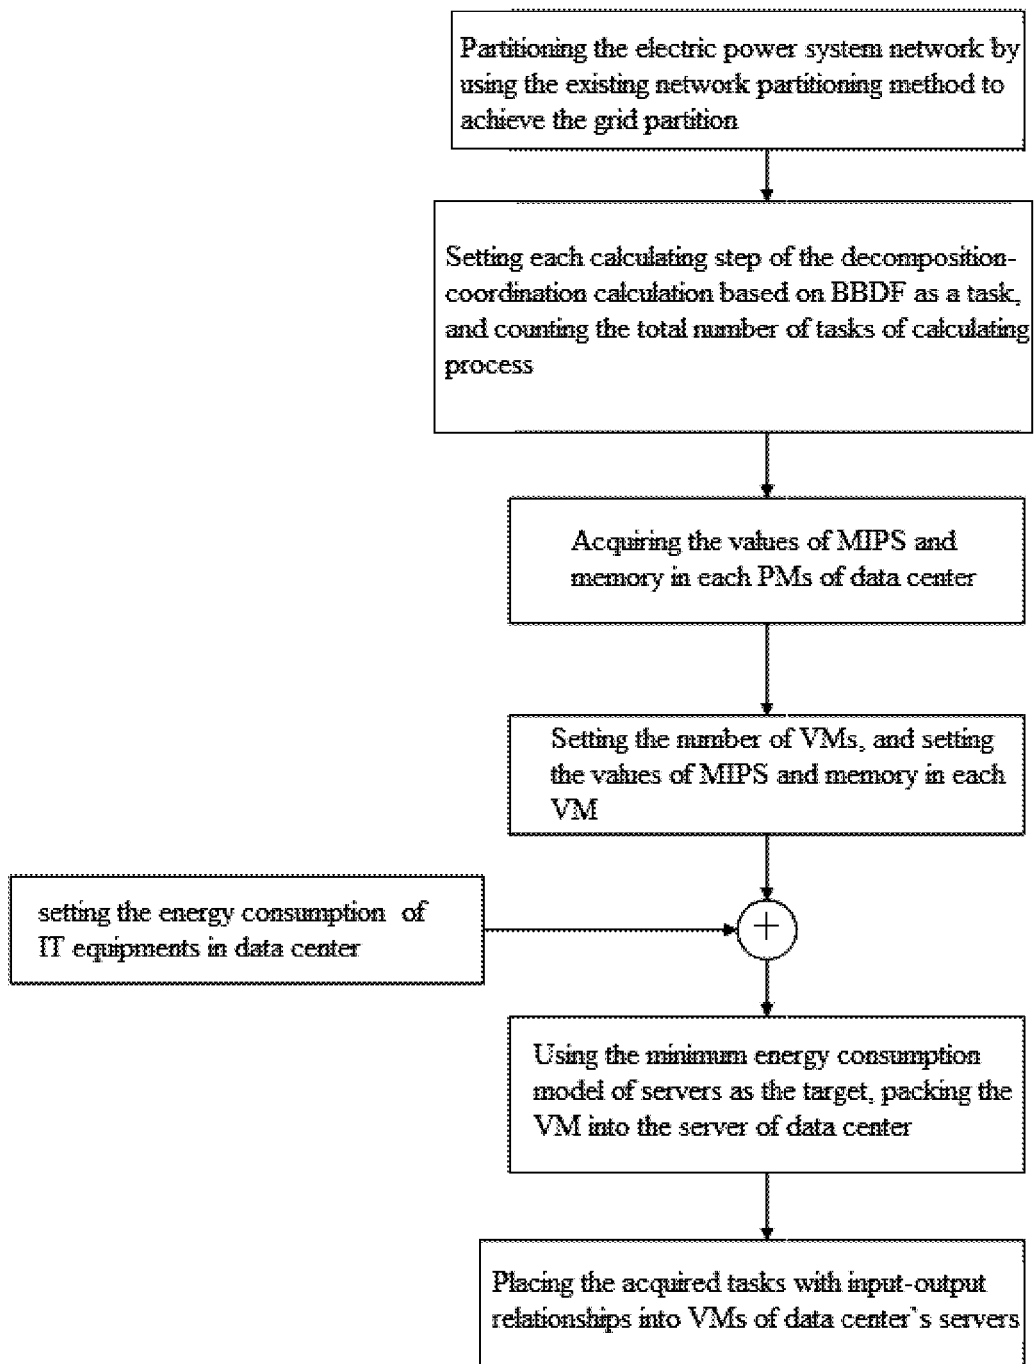 Partitioning the electric power system network by
using the existing network partitioning method to
achieve the grid partition
Setting each calculating step of the decomposition-
coordination calculation based on BBDF as a task,
and counting the total number of tasks of calculating
process
Acquiring the values of MIPS and
memory in each PMs of data center
Setting the number of VMs, and setting
the values of MIPS and memory in each
VM
setting the energy consumption of
IT equipments in data center
+
Using the minimum energy consumption
model of servers as the target, packing the
VM into the server of data center
Placing the acquired tasks with input-output
relationships into VMs of data center`s servers